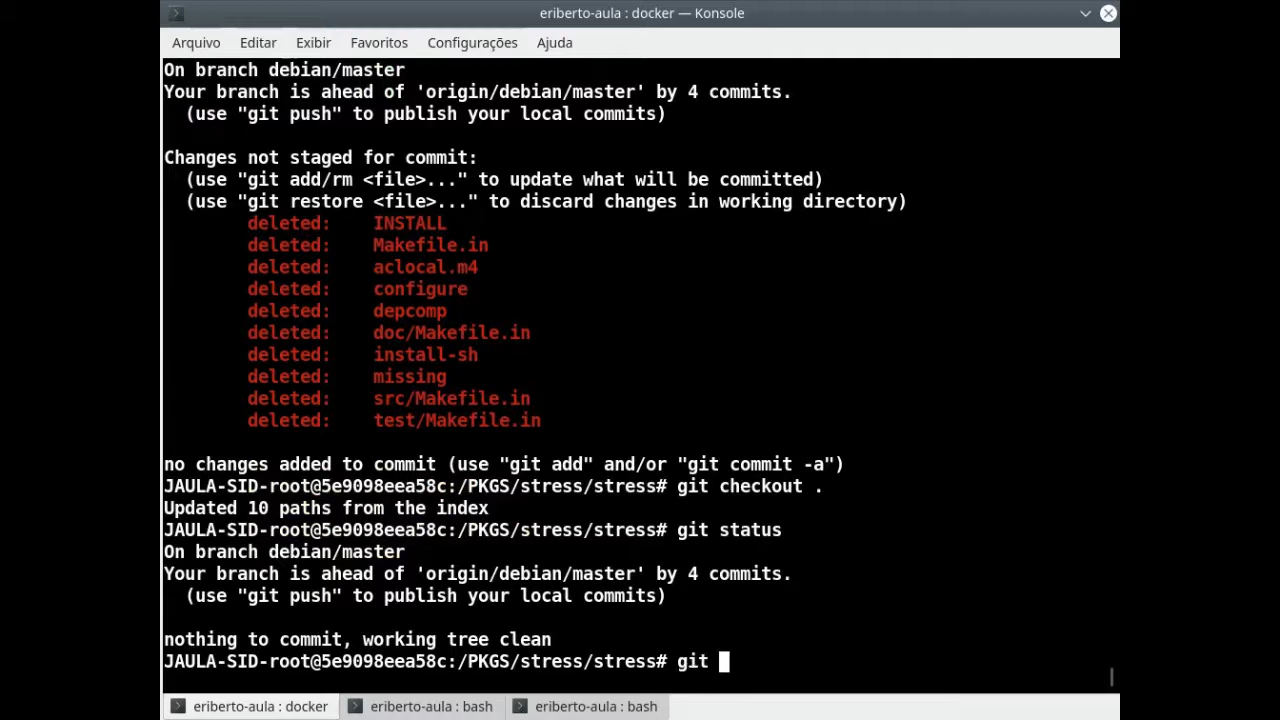 eriberto-aula : docker — Konsole
Arquivo Editar Exibir Favoritos Configurações Ajuda
On branch debian/master
Your branch is ahead of 'origin/debian/master' by 4 commits.
(use "git push" to publish your local commits)
Changes not staged for commit:
(use "git add/rm <file>..." to update what will be committed)
(use "git restore <file>..." to discard changes in working directory)
deleted: INSTALL
deleted: Makefile.in
deleted: aclocal.m4
deleted: configure
deleted: depcomp
deleted: doc/Makefile.in
deleted: install-sh
deleted: missing
deleted: src/Makefile.in
deleted: test/Makefile.in
no changes added to commit (use "git add" and/or "git commit -a")
JAULA-SID-root@5e9098eea58c:/PKGS/stress/stress# git checkout .
Updated 10 paths from the index
JAULA-SID-root@5e9098eea58c:/PKGS/stress/stress# git status
On branch debian/master
Your branch is ahead of 'origin/debian/master' by 4 commits.
(use "git push" to publish your local commits)
nothing to commit, working tree clean
JAULA-SID-root@5e9098eea58c:/PKGS/stress/stress# git
eriberto-aula : docker eriberto-aula : bash eriberto-aula : bash